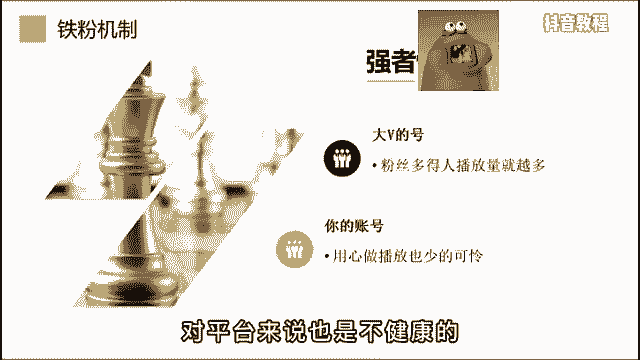 铁粉机制
抖音教程
强者
大V的号
•粉丝多得人播放量就越多
你的账号
•用心做播放也少的可怜
对平台来说也是不健康的